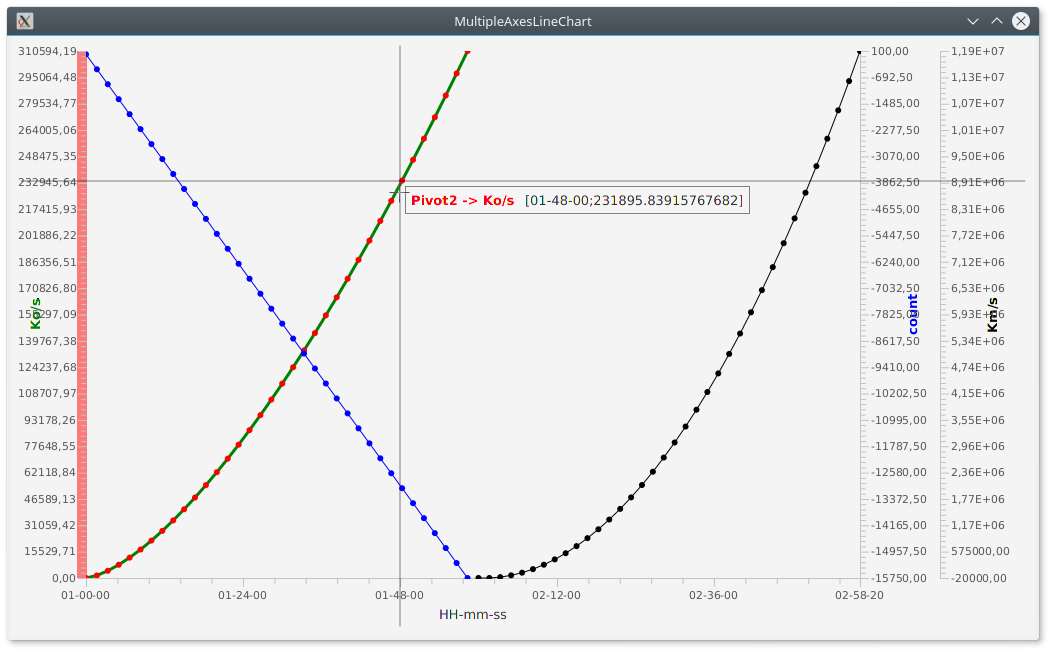 MultipleAxesLineChart
310594,19
295064,48
279534,77
264005,06
248475,35
232945,64
217415,93
201886,22
186356,51
170826,80
155297,09
139767,38
124237,68
108707,97
93178,26
77648,55
62118,84
46589,13
31059,42
15529,71
0,00
Ko/s
Pivot2 -> Ko/s [01-48-00;231895.83915767682]
100,00
-692,50
-1485,00
-2277,50
-3070,00
-3862,50
-4655,00
-5447,50
-6240,00
-7032,50
-7825,00
-8617,50
-9410,00
-10202,50
-10995,00
-11787,50
-12580,00
-13372,50
-14165,00
-14957,50
-15750,00
count
1,19E+07
1,13E+07
1,07E+07
1,01E+07
9,50E+06
8,91E+06
8,31E+06
7,72E+06
7,12E+06
6,53E+06
5,93E+06
5,34E+06
4,74E+06
4,15E+06
3,55E+06
2,96E+06
2,36E+06
1,77E+06
1,17E+06
575000,00
-20000,00
Km/s
01-00-00 01-24-00 01-48-00 02-12-00 02-36-00 02-58-20
HH-mm-ss